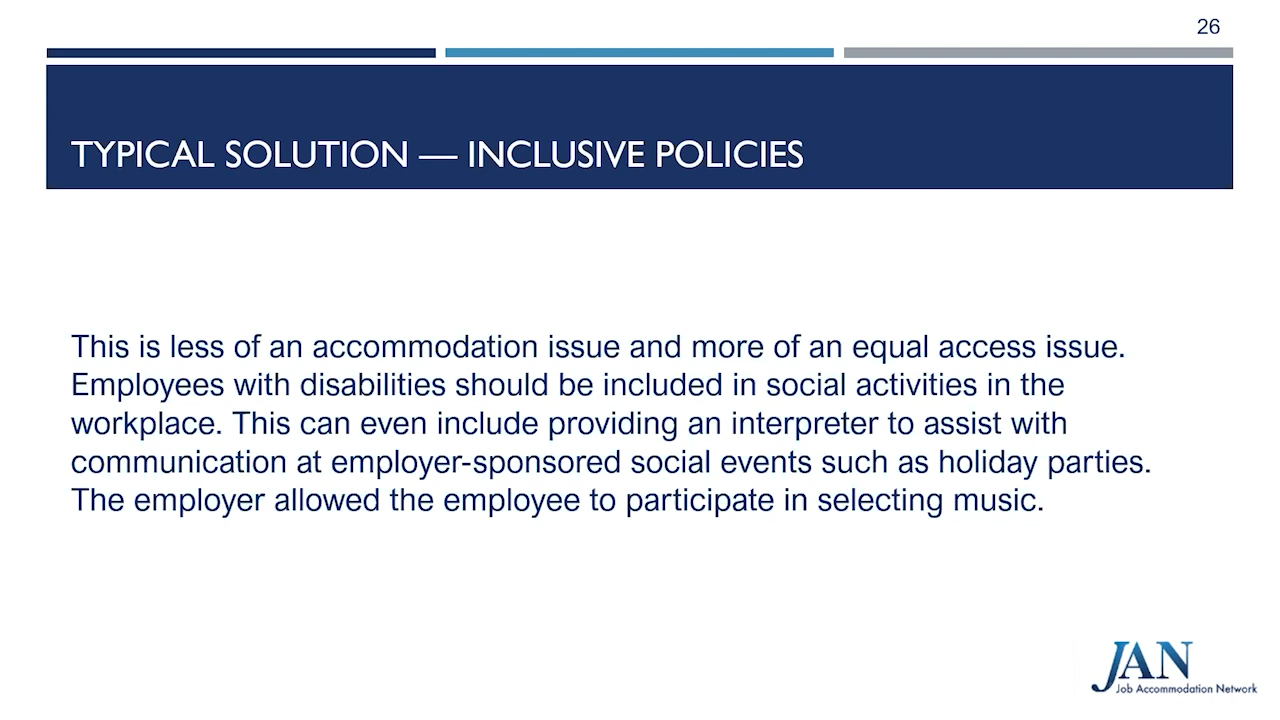 26
TYPICAL SOLUTION — INCLUSIVE POLICIES
This is less of an accommodation issue and more of an equal access issue.
Employees with disabilities should be included in social activities in the
workplace. This can even include providing an interpreter to assist with
communication at employer-sponsored social events such as holiday parties.
The employer allowed the employee to participate in selecting music.
JAN
Job Accommodation Network